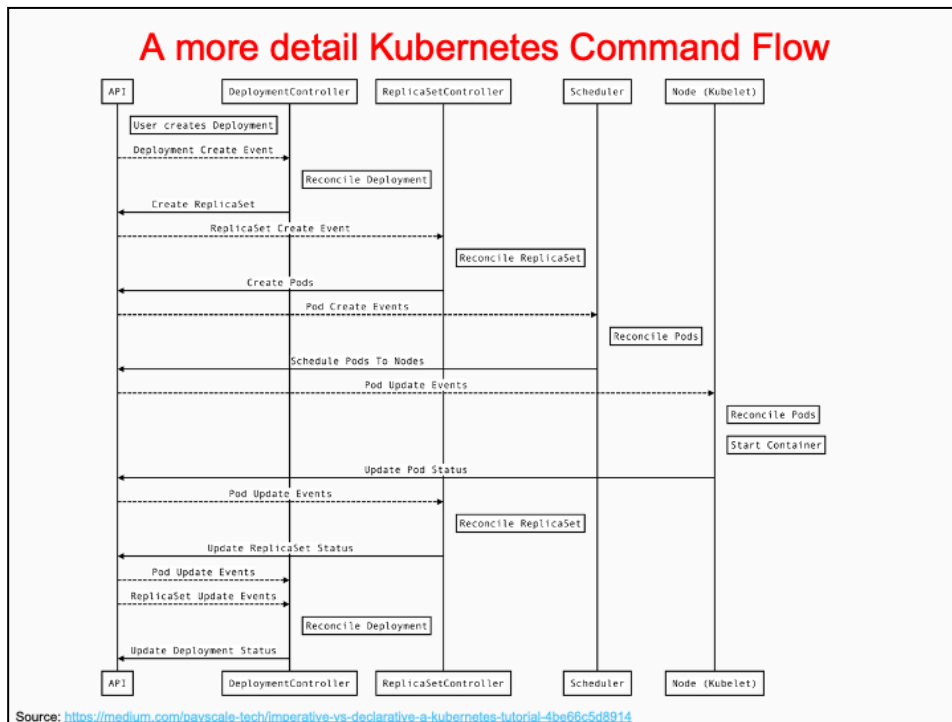 A more detail Kubernetes Command Flow
API DeploymentController ReplicaSetController Scheduler Node (Kubelet)
User creates Deployment
Deployment Create Event
Reconcile Deployment
Create ReplicaSet
ReplicaSet Create Event
Reconcile ReplicaSet
Create Pods
Pod Create Events
Reconcile Pods
Schedule Pods To Nodes
Pod Update Events
Reconcile Pods
Start Container
Update Pod Status
Pod Update Events
Reconcile ReplicaSet
Update ReplicaSet Status
Pod Update Events
ReplicaSet Update Events
Reconcile Deployment
Update Deployment Status
API DeploymentController ReplicaSetController Scheduler Node (Kubelet)
Source: https://medium.com/payscale-tech/imperative-vs-declarative-a-kubernetes-tutorial-4be66c5d8914